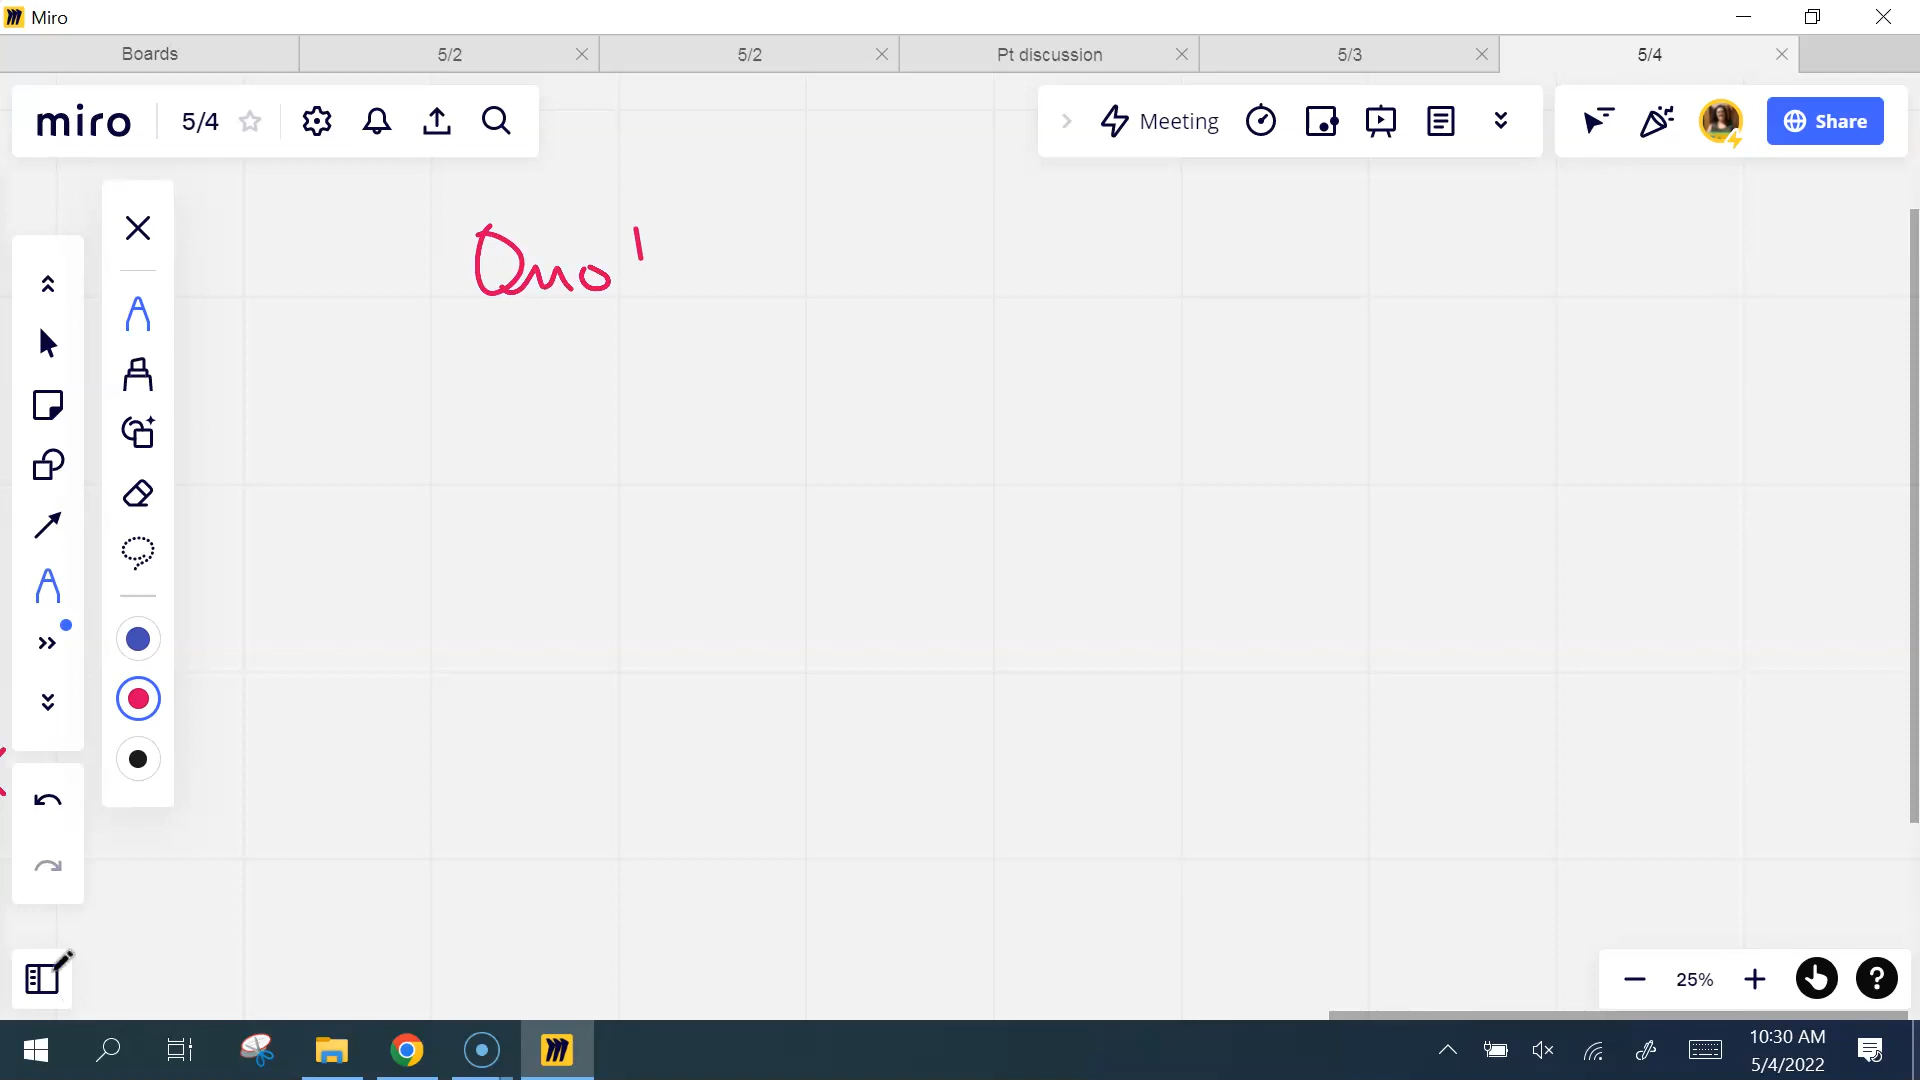 Miro
Boards
5/2
5/2
Pt discussion
5/3
5/4
miro
5/4
Meeting
Share
25%
?
10:30 AM
5/4/2022